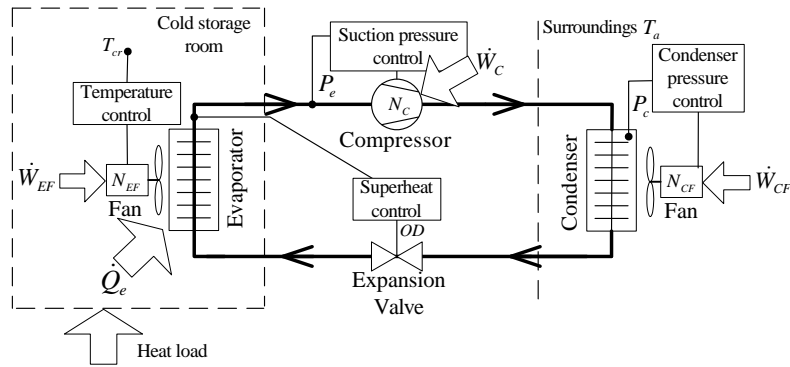 Cold storage
room
T_cr
Temperature
control
Ẇ_EF
N_EF
Fan
Evaporator
Q̇_e
Heat load
Suction pressure
control
P_e
Ẇ_C
N_C
Compressor
Superheat
control
OD
Expansion
Valve
Surroundings T_a
Condenser
pressure
control
P_c
Condenser
N_CF
Fan
Ẇ_CF